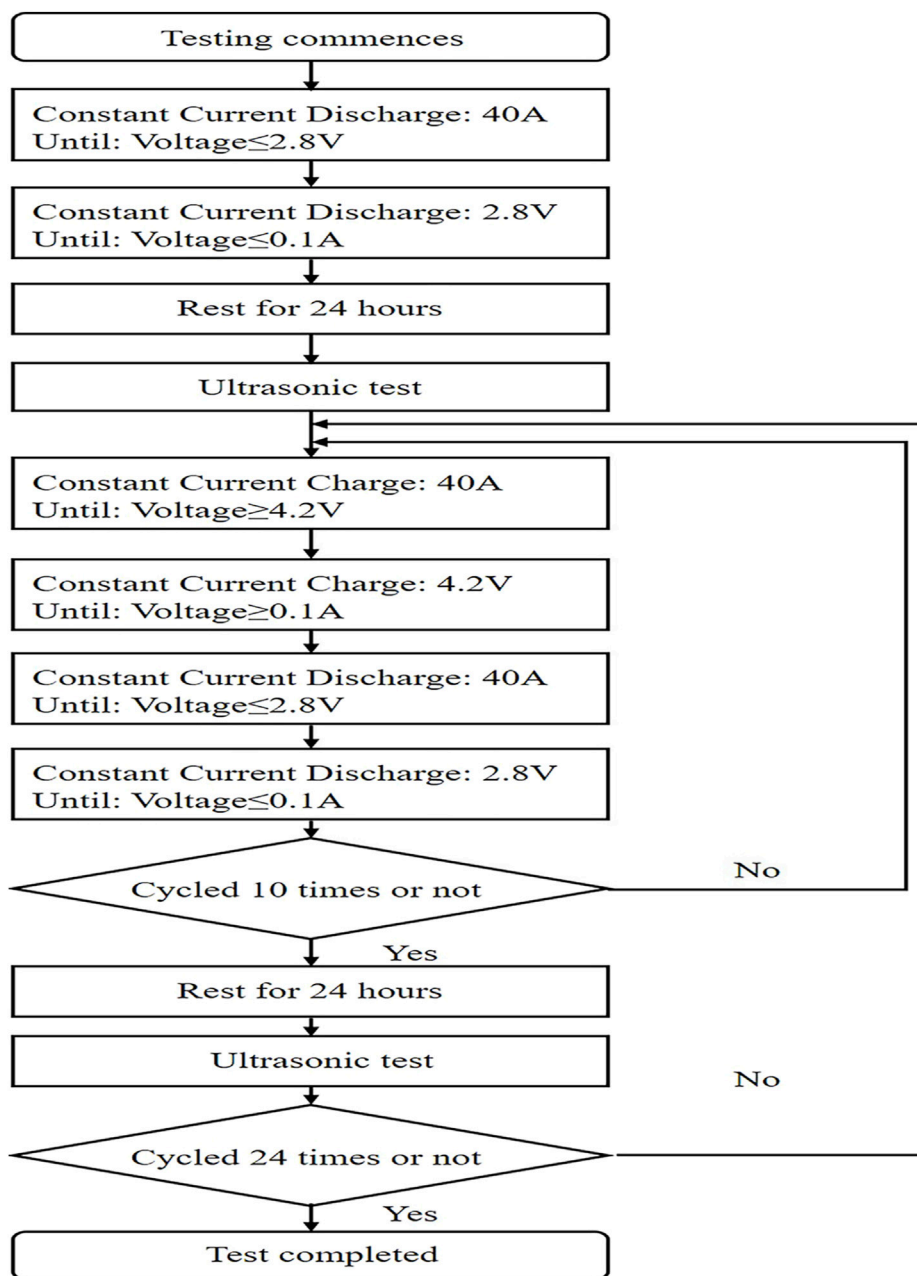 Testing commences
Constant Current Discharge: 40A
Until: Voltage≤2.8V
Constant Current Discharge: 2.8V
Until: Voltage≤0.1A
Rest for 24 hours
Ultrasonic test
Constant Current Charge: 40A
Until: Voltage≥4.2V
Constant Current Charge: 4.2V
Until: Voltage≥0.1A
Constant Current Discharge: 40A
Until: Voltage≤2.8V
Constant Current Discharge: 2.8V
Until: Voltage≤0.1A
Cycled 10 times or not
No
Yes
Rest for 24 hours
Ultrasonic test
No
Cycled 24 times or not
Yes
Test completed